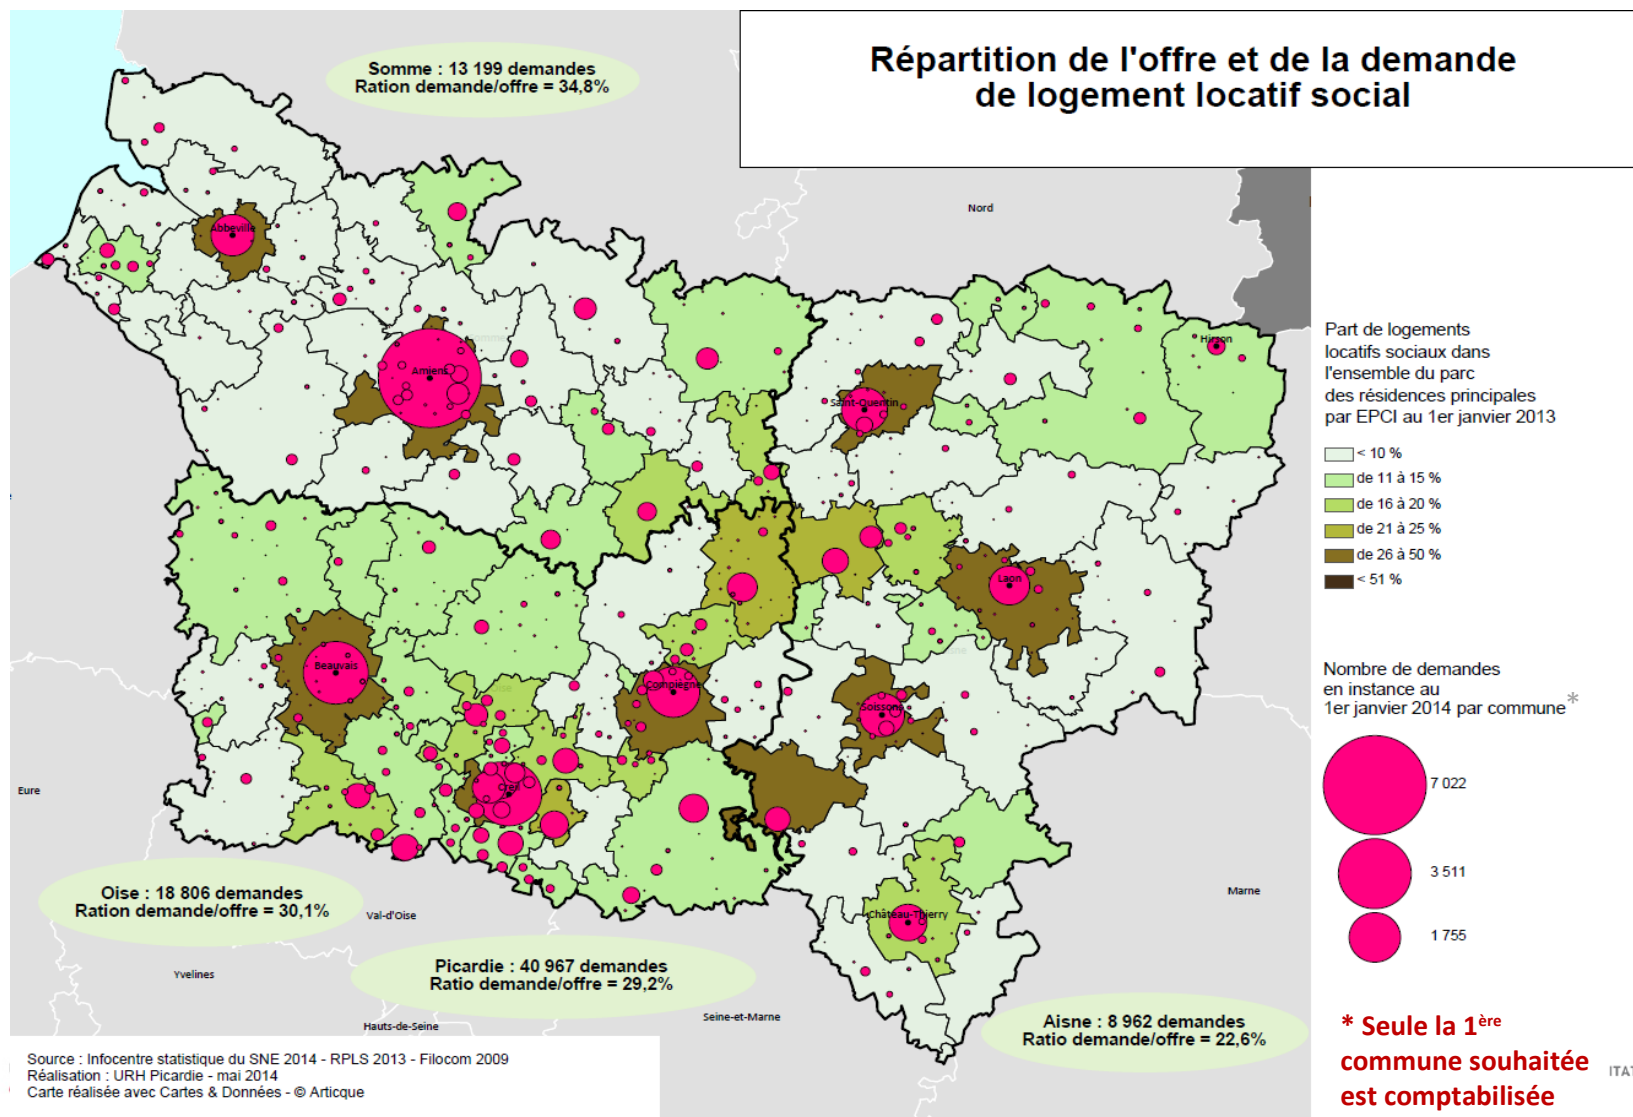 Répartition de l'offre et de la demande
de logement locatif social
Somme : 13 199 demandes
Ration demande/offre = 34,8%
Nord
Abbeville
Amiens
Hirson
Saint-Quentin
Laon
Beauvais
Compiègne
Soissons
Creil
Château-Thierry
Eure
Marne
Oise : 18 806 demandes
Ration demande/offre = 30,1%
Val-d'Oise
Yvelines
Picardie : 40 967 demandes
Ratio demande/offre = 29,2%
Hauts-de-Seine
Seine-et-Marne
Aisne : 8 962 demandes
Ratio demande/offre = 22,6%
Part de logements
locatifs sociaux dans
l'ensemble du parc
des résidences principales
par EPCI au 1er janvier 2013
< 10 %
de 11 à 15 %
de 16 à 20 %
de 21 à 25 %
de 26 à 50 %
< 51 %
Nombre de demandes
en instance au
1er janvier 2014 par commune*
7 022
3 511
1 755
* Seule la 1ère
commune souhaitée
est comptabilisée
Source : Infocentre statistique du SNE 2014 - RPLS 2013 - Filocom 2009
Réalisation : URH Picardie - mai 2014
Carte réalisée avec Cartes & Données - © Articque